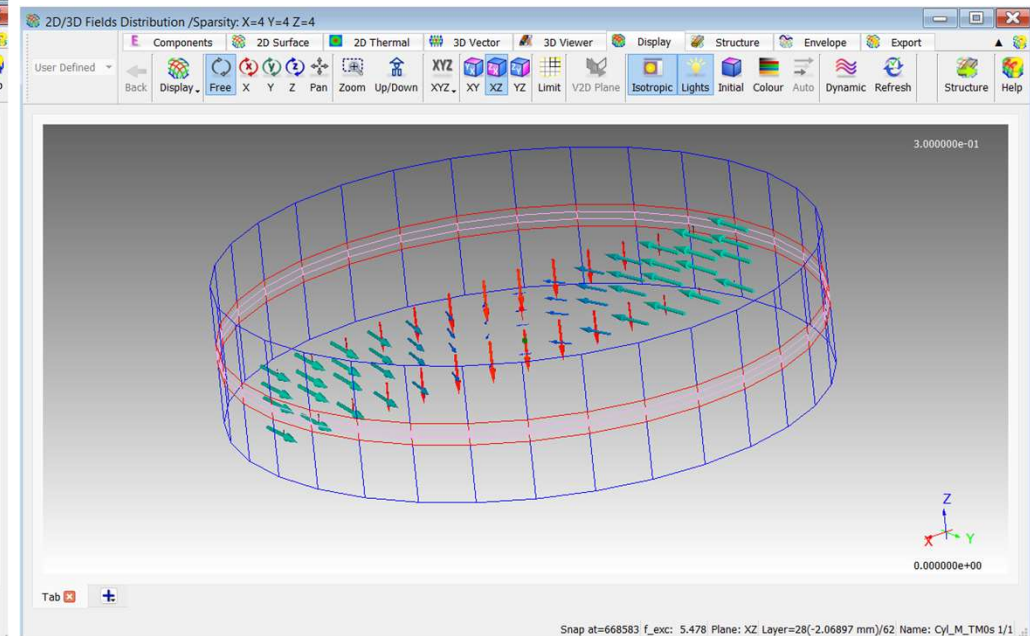 2D/3D Fields Distribution /Sparsity: X=4 Y=4 Z=4
E Components 2D Surface 2D Thermal 3D Vector 3D Viewer Display Structure Envelope Export
User Defined
XYZ
Back Display Free X Y Z Pan Zoom Up/Down XYZ XY XZ YZ Limit V2D Plane Isotropic Lights Initial Colour Auto Dynamic Refresh Structure Help
3.000000e-01
Z
X Y
0.000000e+00
Tab
Snap at=668583 f_exc: 5.478 Plane: XZ Layer=28(-2.06897 mm)/62 Name: Cyl_M_TM0s 1/1